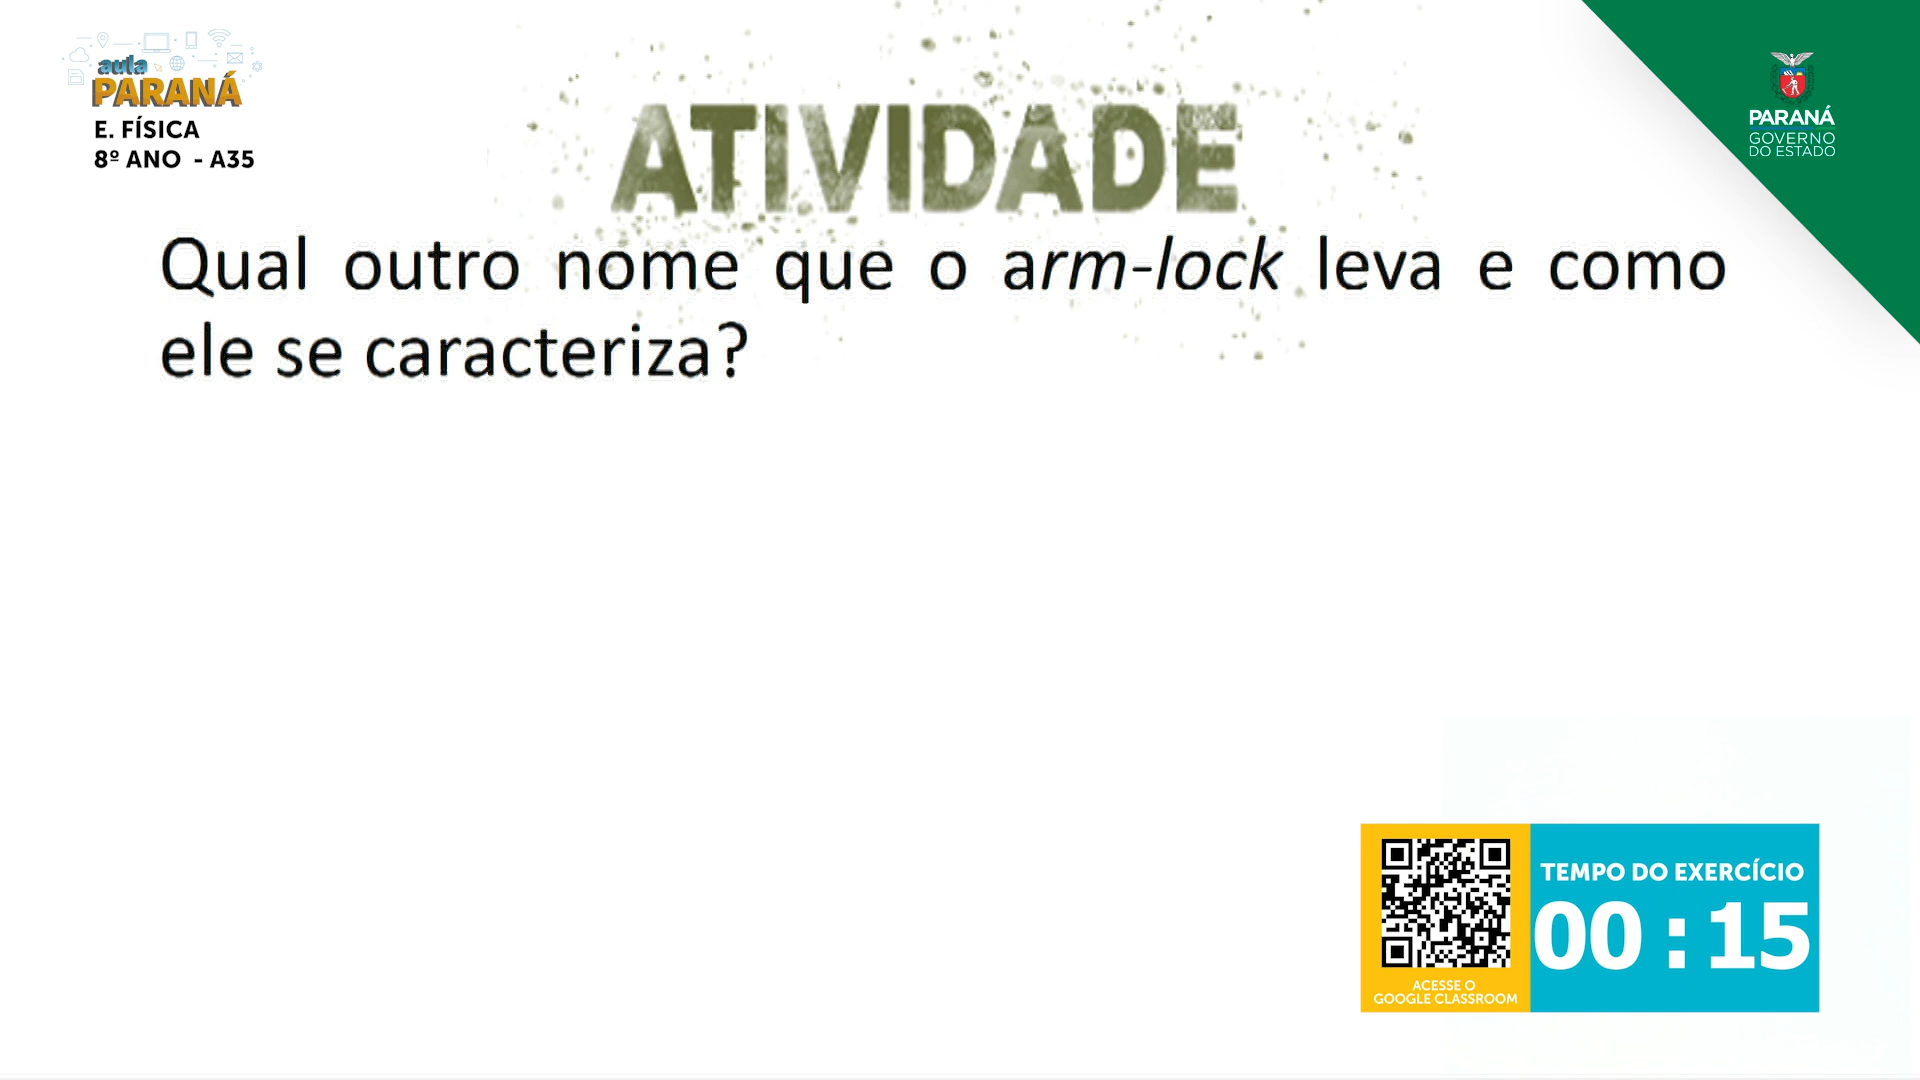 aula
PARANÁ
E. FÍSICA
8º ANO - A35
ATIVIDADE
PARANÁ
GOVERNO
DO ESTADO
Qual outro nome que o arm-lock leva e como
ele se caracteriza?
TEMPO DO EXERCÍCIO
00 : 15
ACESSE O
GOOGLE CLASSROOM